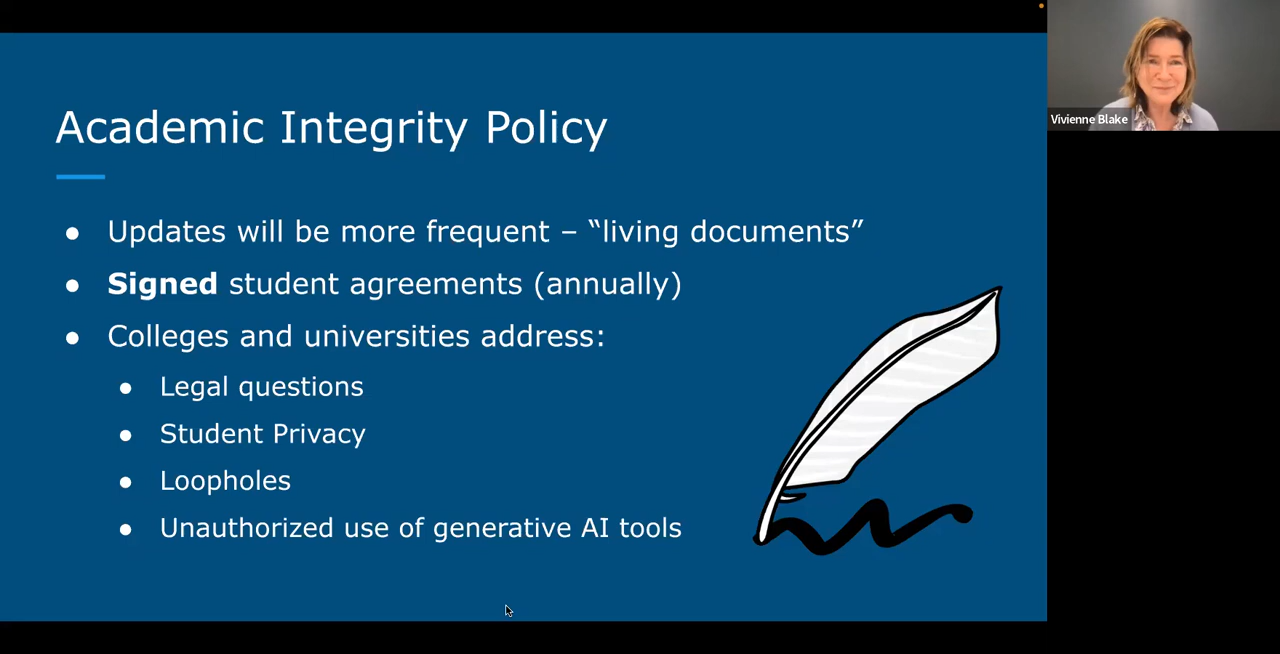 Academic Integrity Policy
● Updates will be more frequent – “living documents”
● Signed student agreements (annually)
● Colleges and universities address:
● Legal questions
● Student Privacy
● Loopholes
● Unauthorized use of generative AI tools
Vivienne Blake